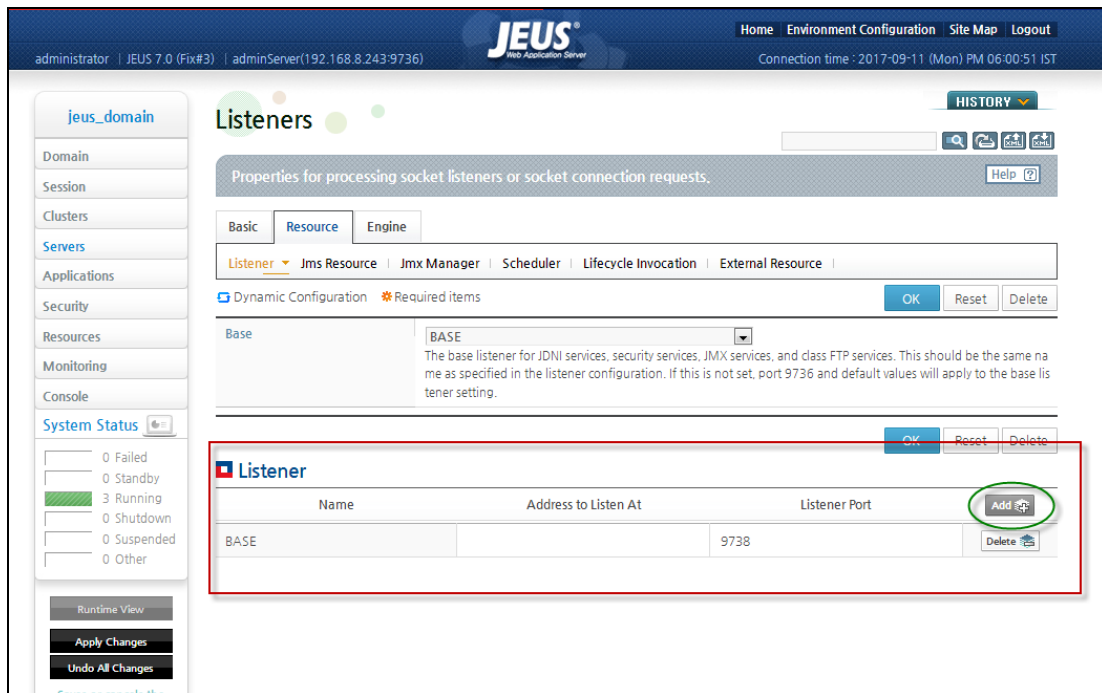 JEUS®
Web Application Server
Home Environment Configuration Site Map Logout
administrator | JEUS 7.0 (Fix#3) | adminServer(192.168.8.243:9736)
Connection time : 2017-09-11 (Mon) PM 06:00:51 IST
jeus_domain
Domain
Session
Clusters
Servers
Applications
Security
Resources
Monitoring
Console
System Status
0 Failed
0 Standby
3 Running
0 Shutdown
0 Suspended
0 Other
Runtime View
Apply Changes
Undo All Changes
Listeners
HISTORY
XML XML
Properties for processing socket listeners or socket connection requests.
Help ?
Basic Resource Engine
Listener Jms Resource | Jmx Manager | Scheduler | Lifecycle Invocation | External Resource |
Dynamic Configuration Required items
OK Reset Delete
Base
BASE
The base listener for JDNI services, security services, JMX services, and class FTP services. This should be the same na
me as specified in the listener configuration. If this is not set, port 9736 and default values will apply to the base lis
tener setting.
OK Reset Delete
Listener
Name Address to Listen At Listener Port Add
BASE 9738 Delete